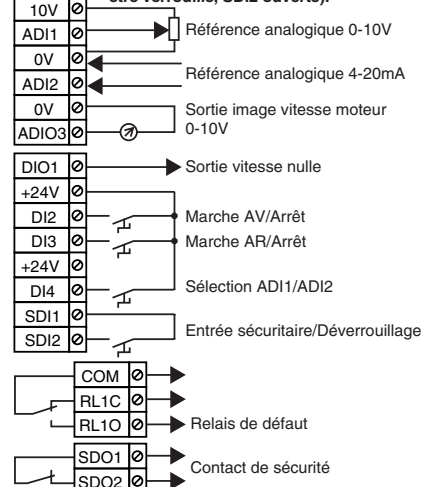 être verrouillé, SDI2 ouverte).
10V
ADI1
Référence analogique 0-10V
0V
ADI2
Référence analogique 4-20mA
0V
Sortie image vitesse moteur
0-10V
ADIO3
DIO1
Sortie vitesse nulle
+24V
DI2
Marche AV/Arrêt
DI3
Marche AR/Arrêt
+24V
DI4
Sélection ADI1/ADI2
SDI1
Entrée sécuritaire/Déverrouillage
SDI2
COM
RL1C
RL1O
Relais de défaut
SDO1
Contact de sécurité
SDO2